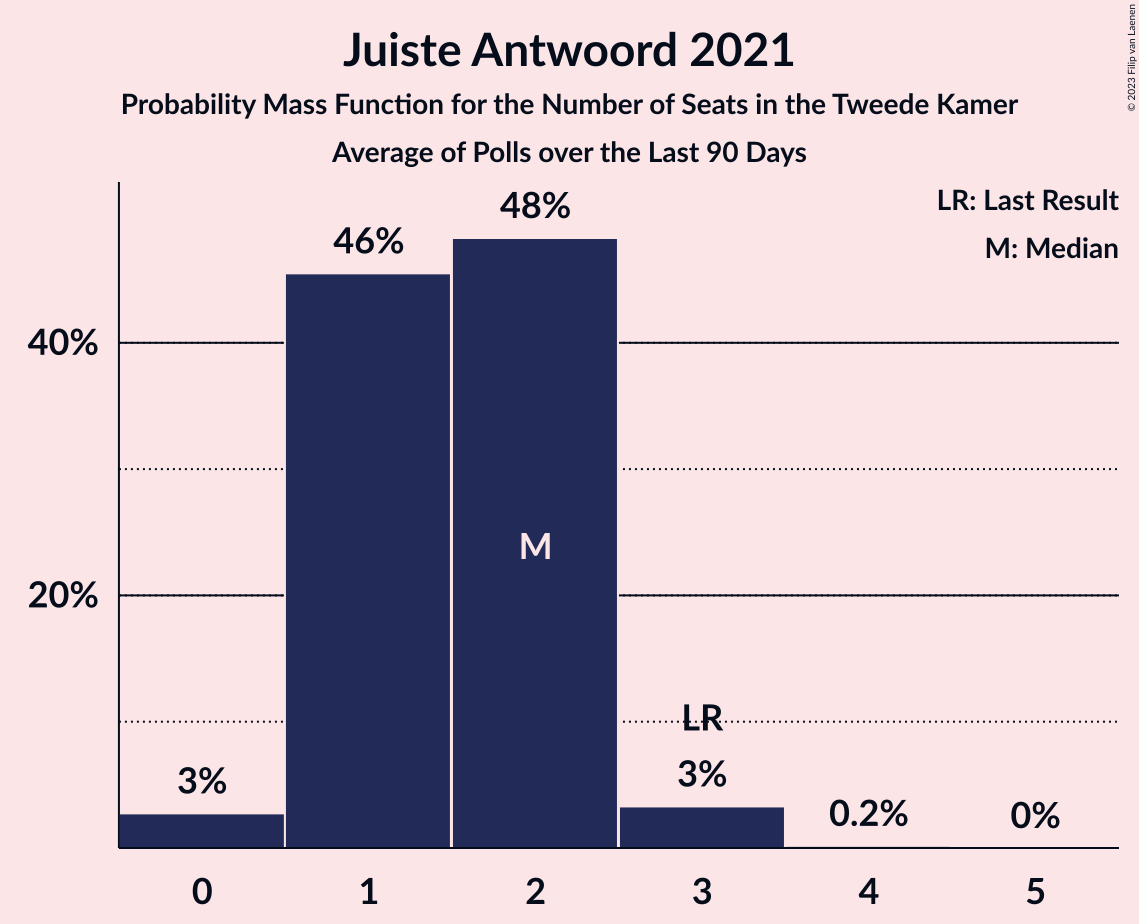 Juiste Antwoord 2021
Probability Mass Function for the Number of Seats in the Tweede Kamer
Average of Polls over the Last 90 Days
© 2023 Filip van Laenen
LR: Last Result
M: Median
48%
46%
40%
M
20%
LR
3%
3%
0.2%
0%
0
1
2
3
4
5